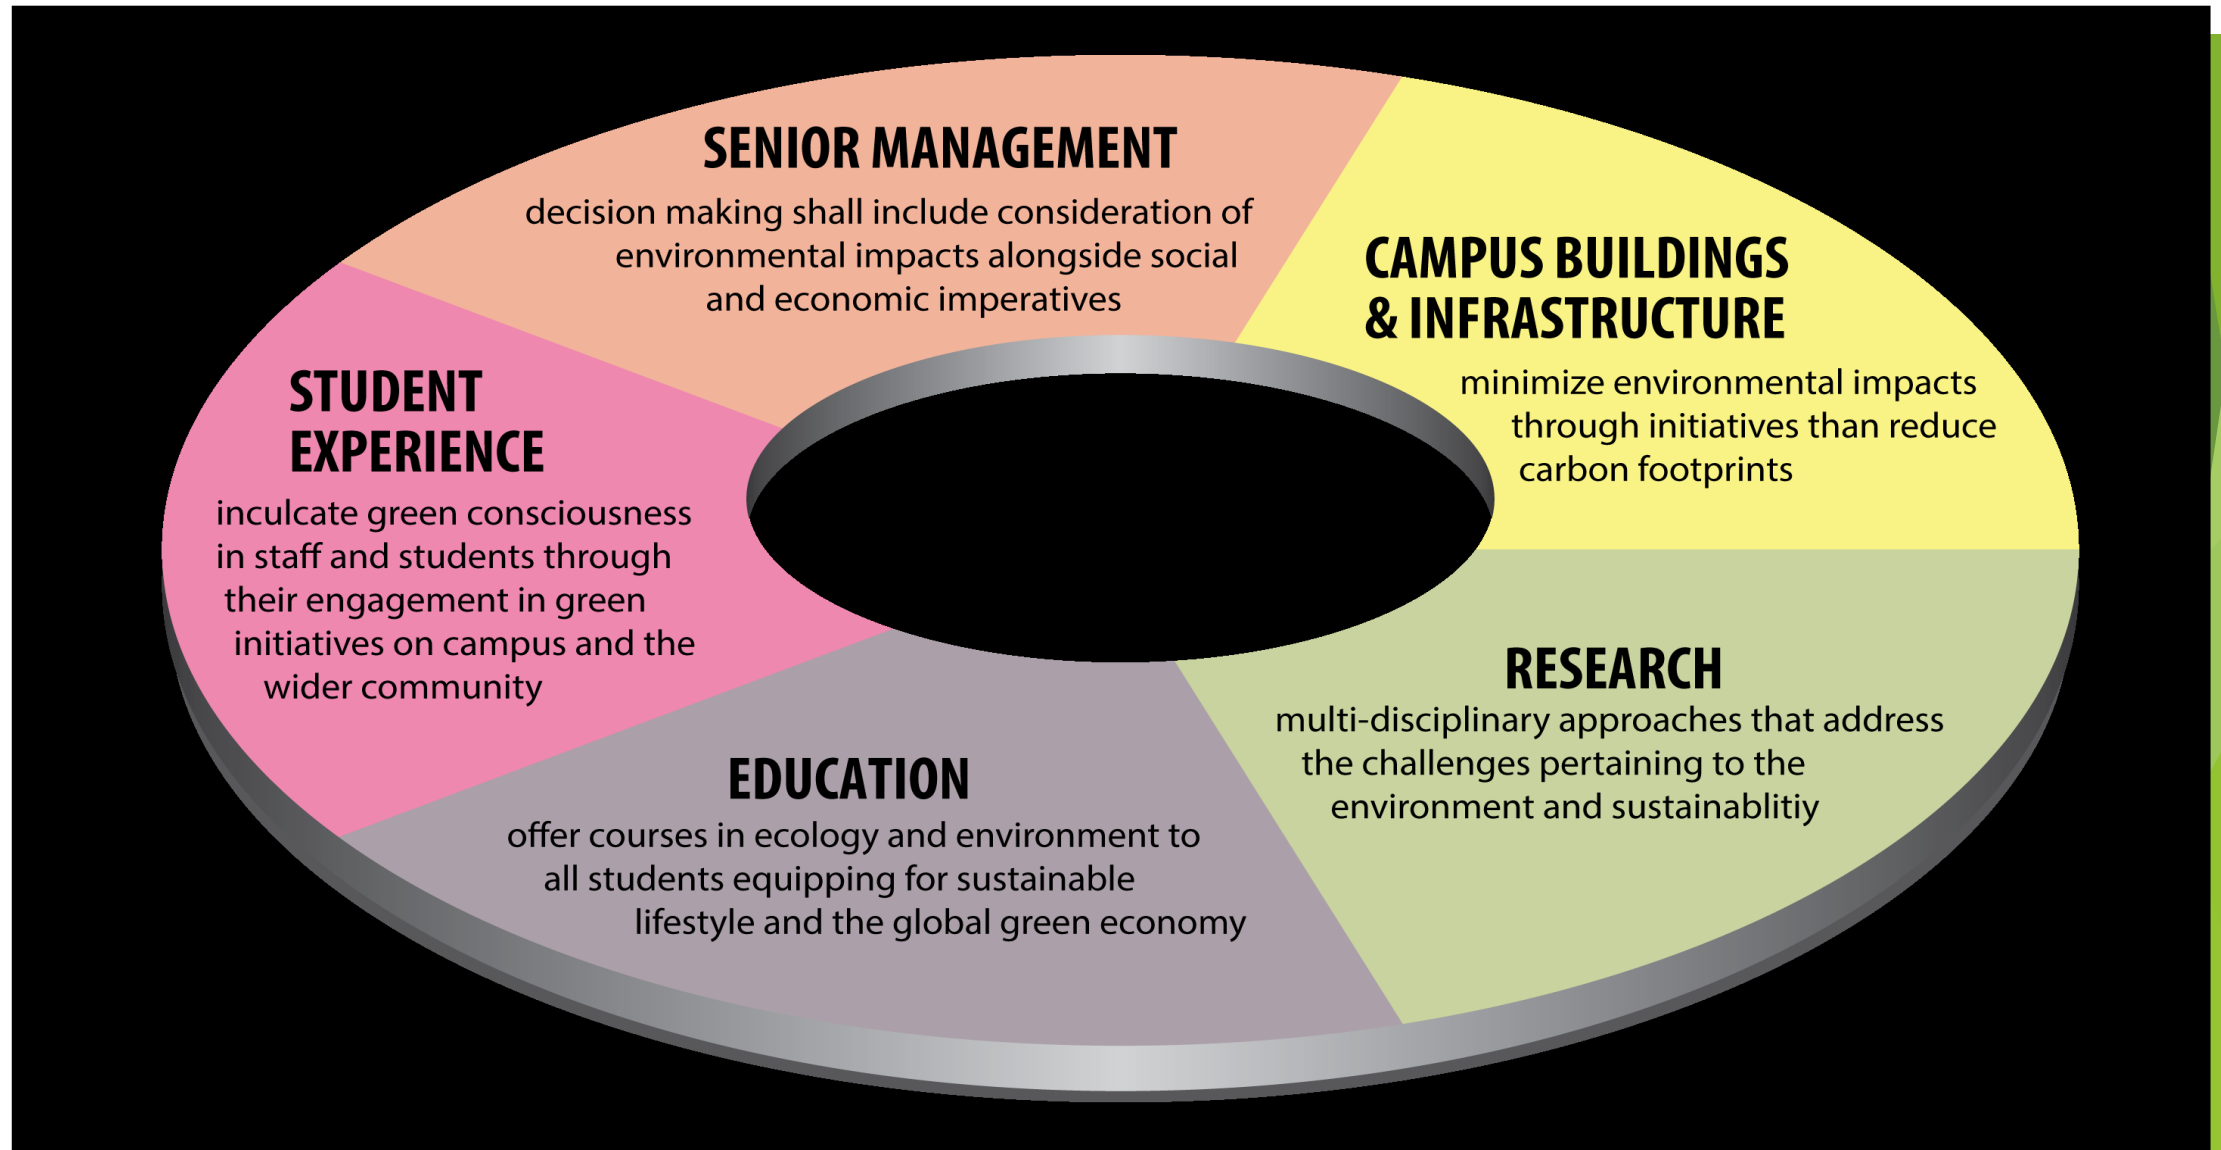 SENIOR MANAGEMENT
decision making shall include consideration of
environmental impacts alongside social
and economic imperatives
CAMPUS BUILDINGS
& INFRASTRUCTURE
minimize environmental impacts
through initiatives than reduce
carbon footprints
RESEARCH
multi-disciplinary approaches that address
the challenges pertaining to the
environment and sustainablitiy
EDUCATION
offer courses in ecology and environment to
all students equipping for sustainable
lifestyle and the global green economy
STUDENT
EXPERIENCE
inculcate green consciousness
in staff and students through
their engagement in green
initiatives on campus and the
wider community